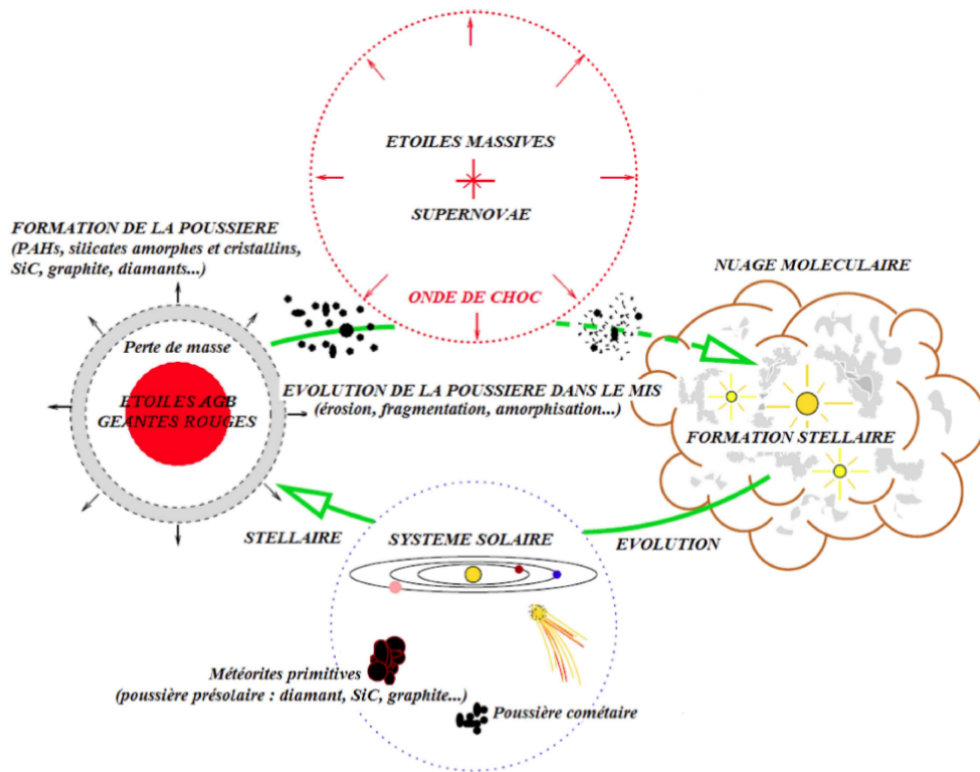 ETOILES MASSIVES
SUPERNOVAE
ONDE DE CHOC
FORMATION DE LA POUSSIERE
(PAHs, silicates amorphes et cristallins,
SiC, graphite, diamants...)
NUAGE MOLECULAIRE
Perte de masse
ETOILES AGB
GEANTES ROUGES
EVOLUTION DE LA POUSSIERE DANS LE MIS
(érosion, fragmentation, amorphisation...)
FORMATION STELLAIRE
STELLAIRE
SYSTEME SOLAIRE
EVOLUTION
Météorites primitives
(poussière présolaire : diamant, SiC, graphite...)
Poussière cométaire